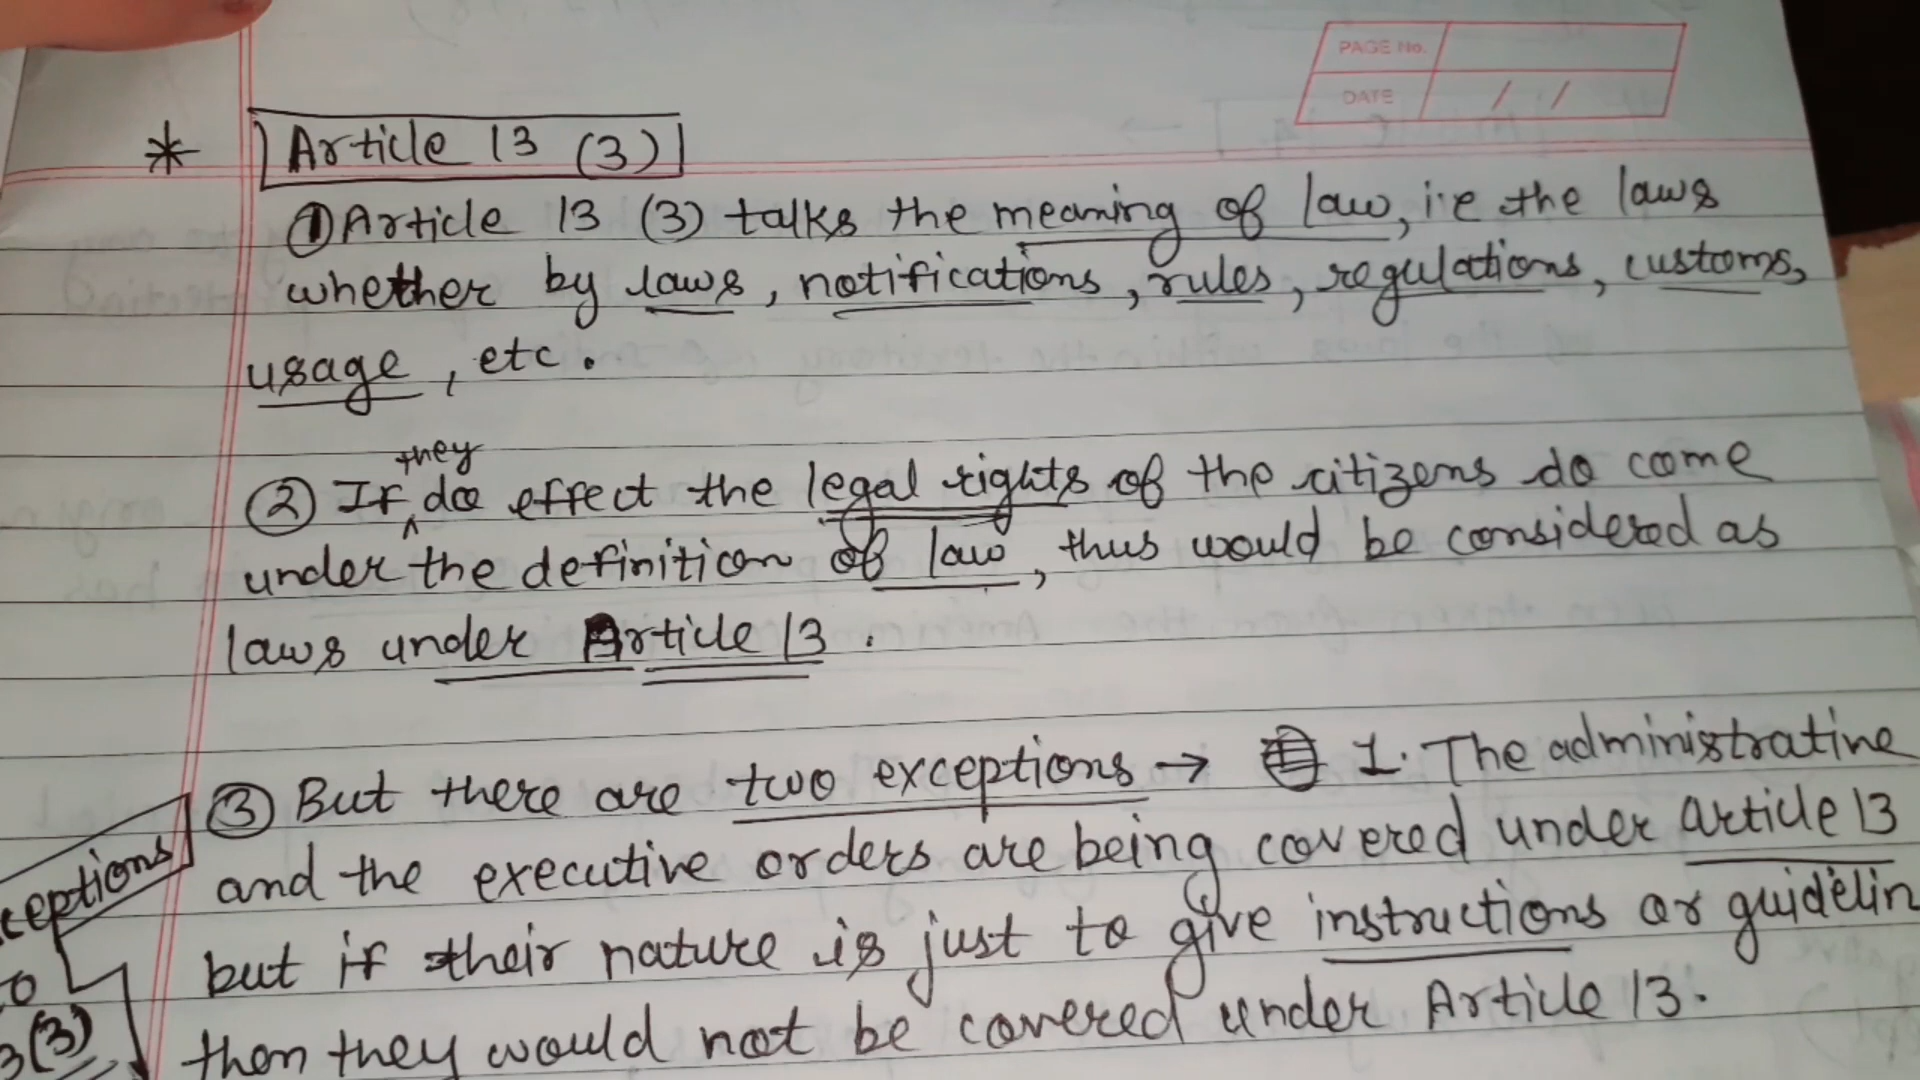 PAGE No.
DATE / /
* Article 13 (3)
① Article 13 (3) talks the meaning of law, i.e the laws
whether by laws, notifications, rules, regulations, customs,
usage, etc.
they
② If ^ do effect the legal rights of the citizens do come
under the definition of law, thus would be considered as
laws under Article 13.
③ But there are two exceptions → 1. The administrative
and the executive orders are being covered under article 13
but if their nature is just to give instructions or guidelin
then they would not be covered under Article 13.
ceptions
3(3)